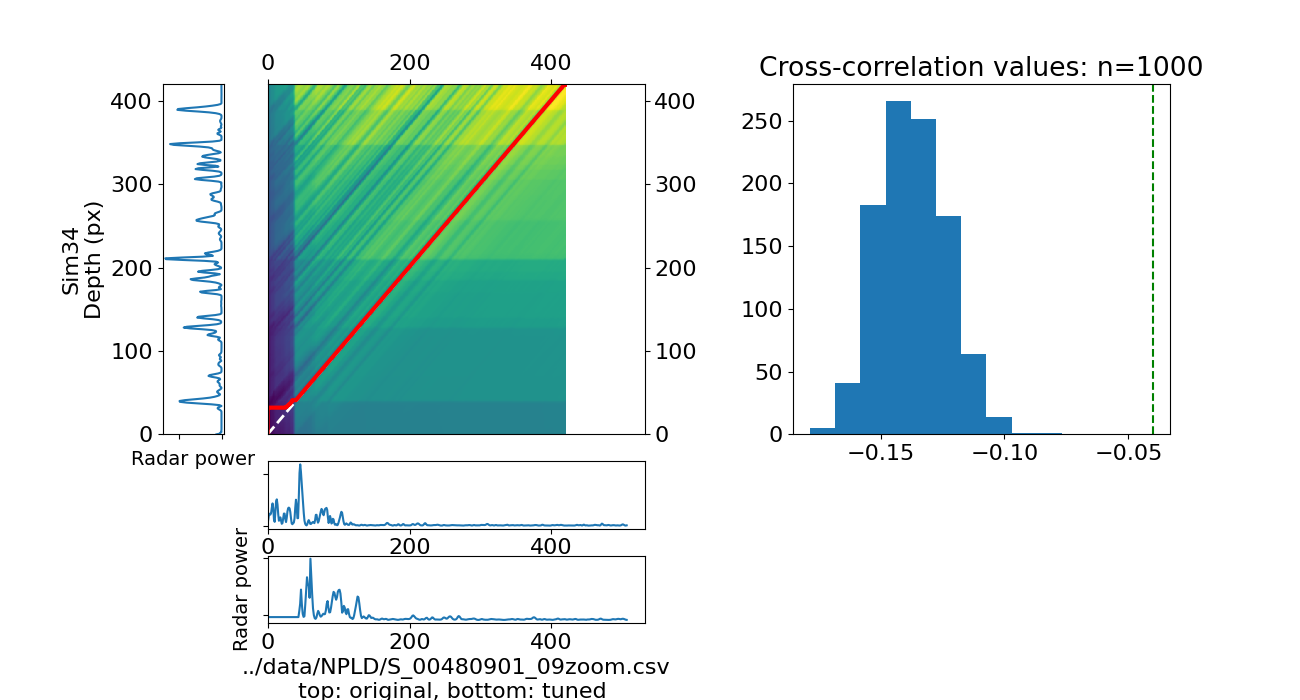 Cross-correlation values: n=1000
0 200 400
400
300
200
100
0
Sim34
Depth (px)
Radar power
400
300
200
100
0
250
200
150
100
50
0
−0.15 −0.10 −0.05
0 200 400
Radar power
0 200 400
../data/NPLD/S_00480901_09zoom.csv
top: original, bottom: tuned